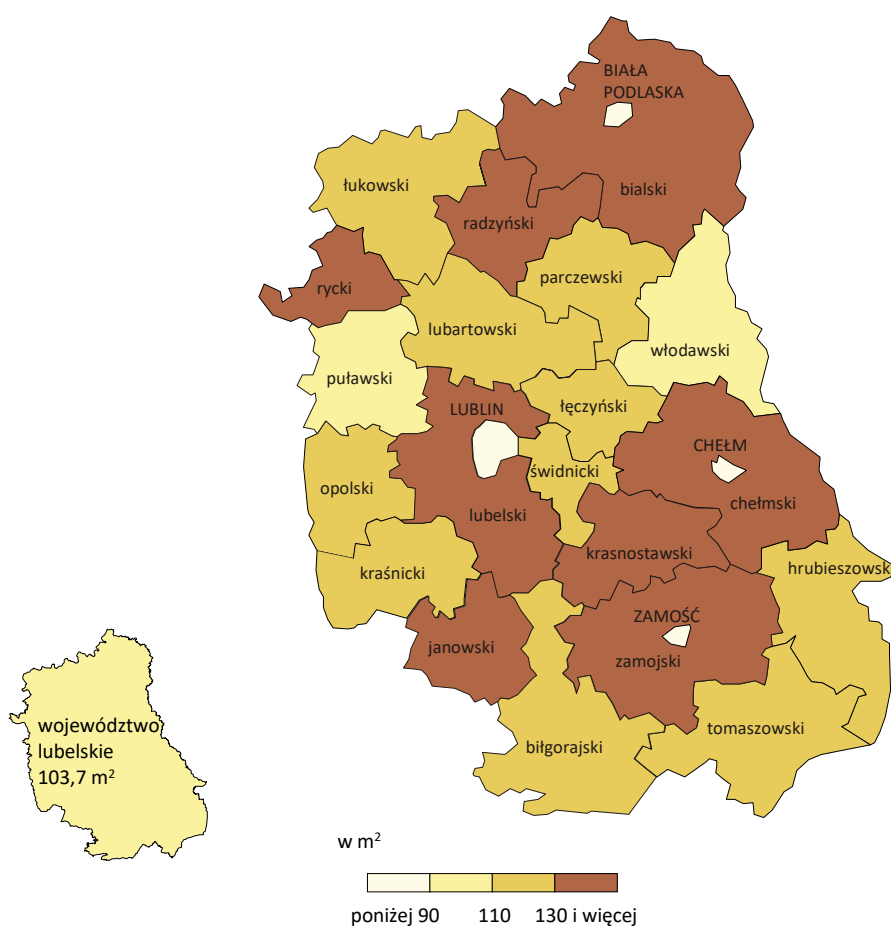 BIAŁA
PODLASKA
łukowski
bialski
radzyński
parczewski
rycki
lubartowski
włodawski
puławski
łęczyński
LUBLIN
CHEŁM
świdnicki
opolski
chełmski
lubelski
krasnostawski
hrubieszowsk
kraśnicki
ZAMOŚĆ
janowski
zamojski
województwo
lubelskie
103,7 m²
tomaszowski
biłgorajski
w m²
poniżej 90 110 130 i więcej